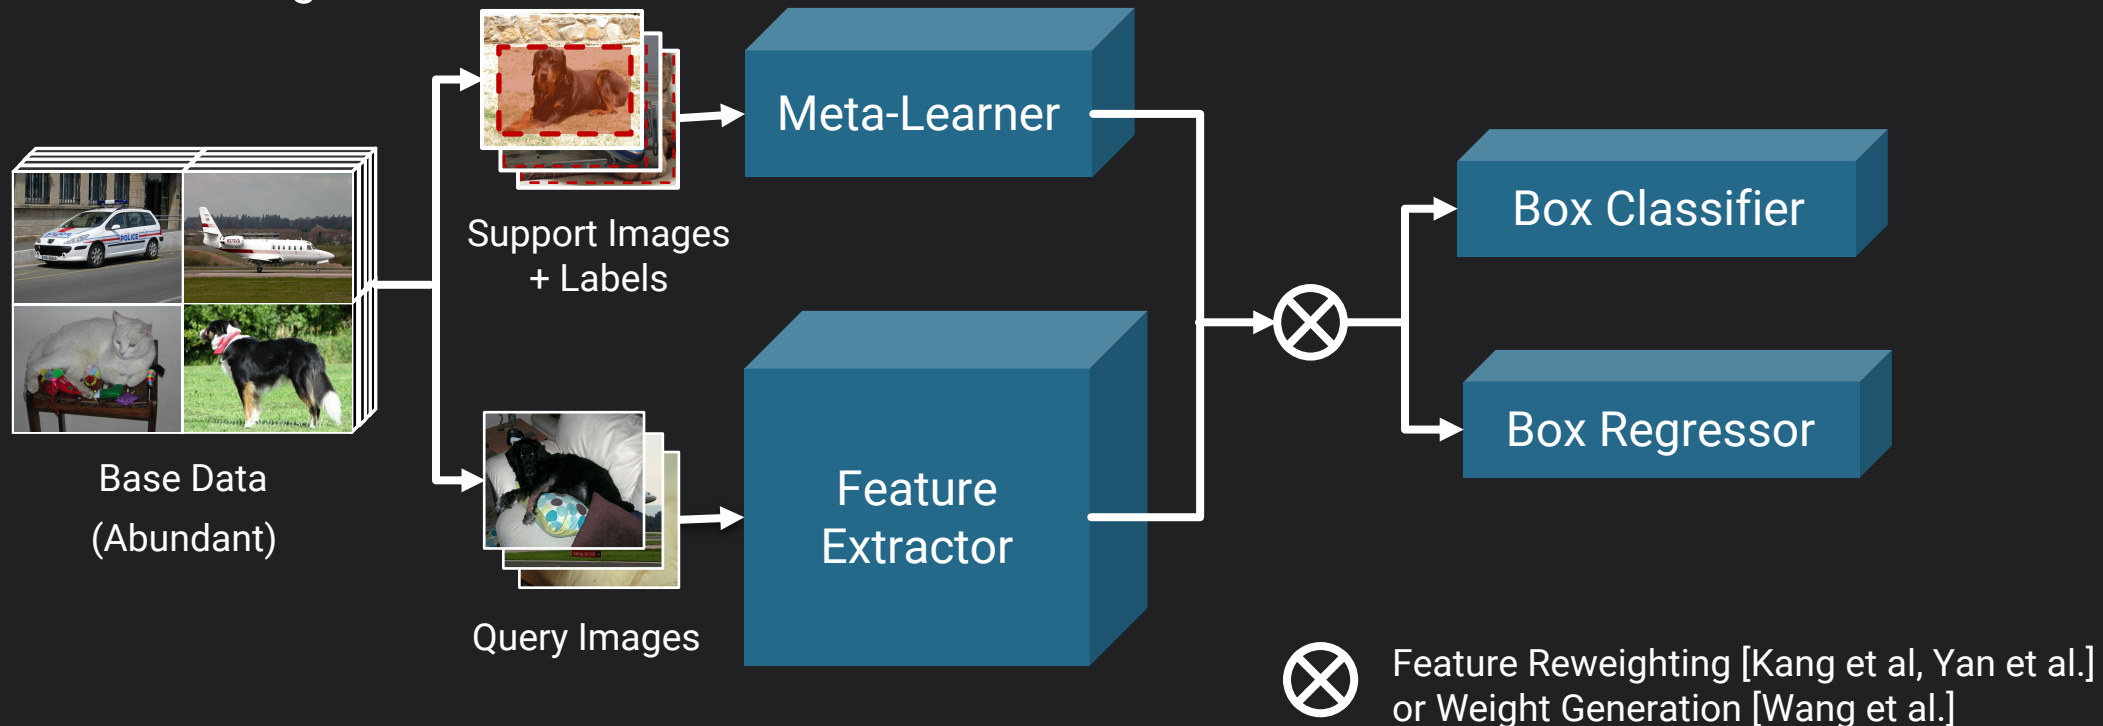 Meta-Learner
Support Images
+ Labels
Base Data
(Abundant)
POLICE
Feature
Extractor
Query Images
Box Classifier
Box Regressor
Feature Reweighting [Kang et al, Yan et al.]
or Weight Generation [Wang et al.]